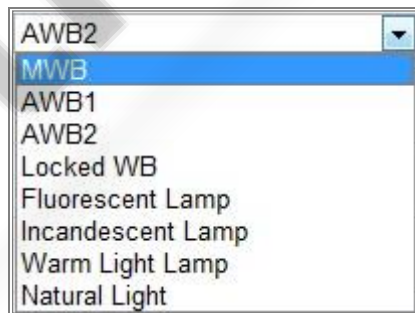 AWB2
MWB
AWB1
AWB2
Locked WB
Fluorescent Lamp
Incandescent Lamp
Warm Light Lamp
Natural Light